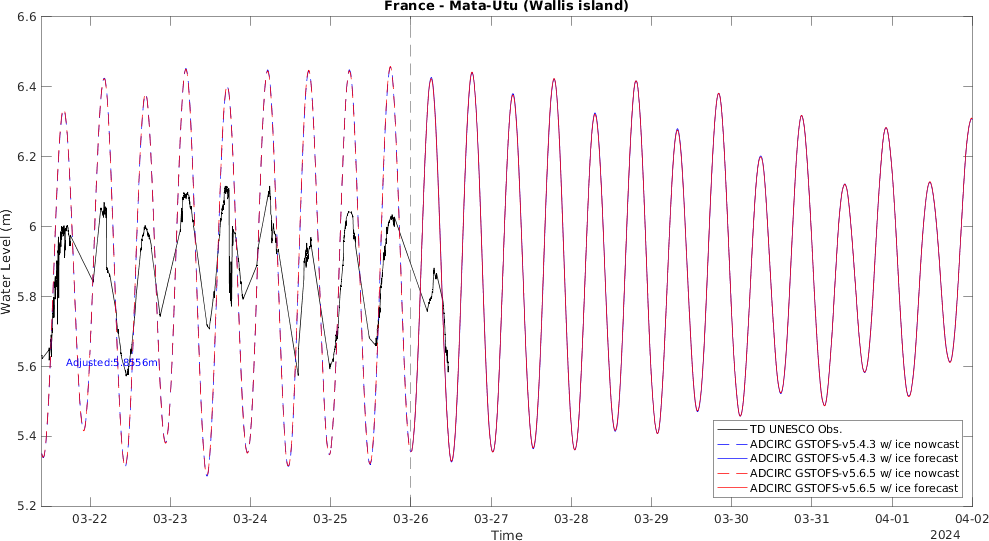 France - Mata-Utu (Wallis island)
Water Level (m)
6.6
6.4
6.2
6
5.8
5.6
5.4
5.2
Adjusted:5.8556m
TD UNESCO Obs.
ADCIRC GSTOFS-v5.4.3 w/ ice nowcast
ADCIRC GSTOFS-v5.4.3 w/ ice forecast
ADCIRC GSTOFS-v5.6.5 w/ ice nowcast
ADCIRC GSTOFS-v5.6.5 w/ ice forecast
03-22 03-23 03-24 03-25 03-26 03-27 03-28 03-29 03-30 03-31 04-01 04-02
Time
2024